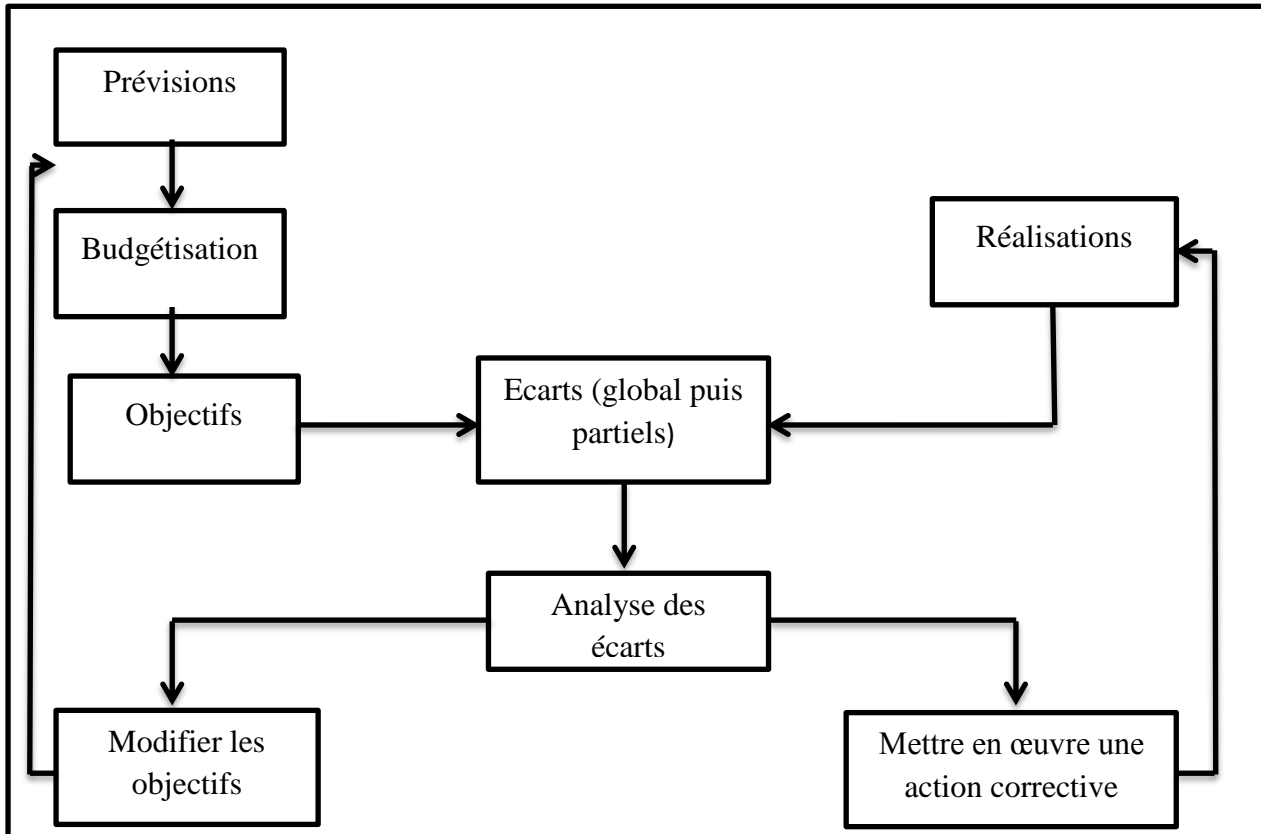 Prévisions
Budgétisation
Réalisations
Objectifs
Ecarts (global puis
partiels)
Analyse des
écarts
Modifier les
objectifs
Mettre en œuvre une
action corrective